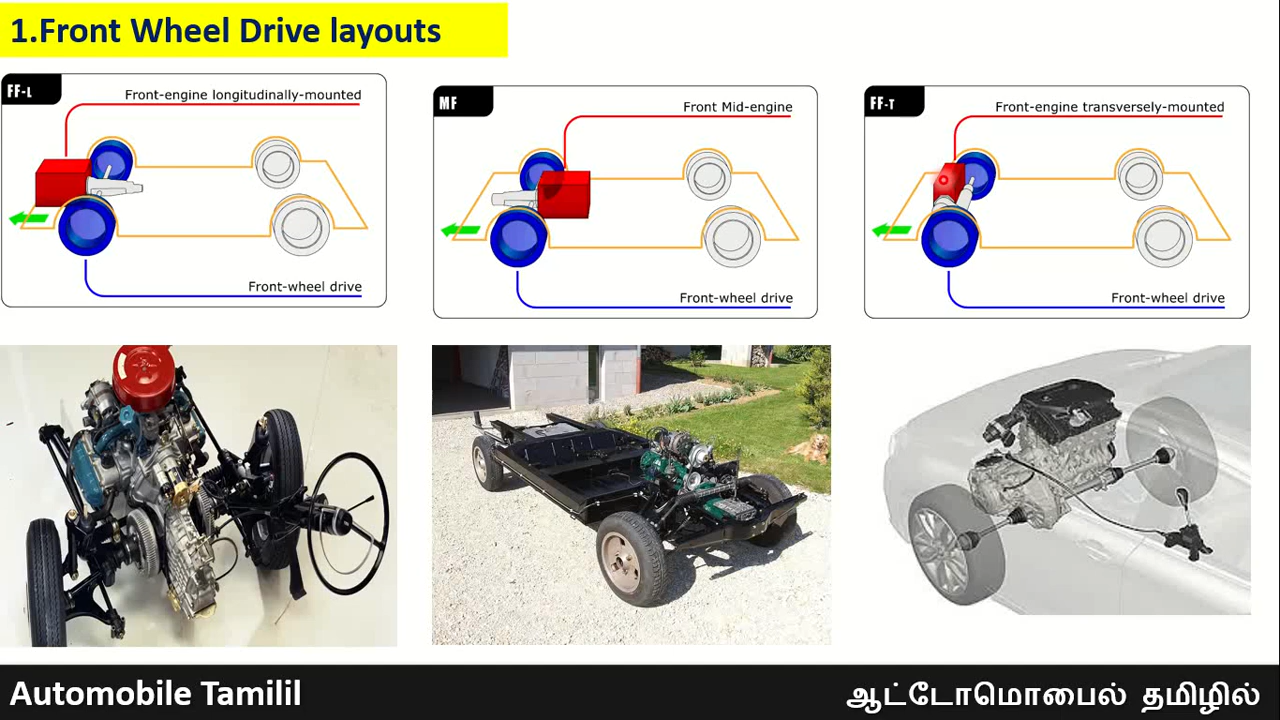 1.Front Wheel Drive layouts
FF-L
Front-engine longitudinally-mounted
Front-wheel drive
MF
Front Mid-engine
Front-wheel drive
FF-T
Front-engine transversely-mounted
Front-wheel drive
Automobile Tamilil
ஆட்டோமொபைல் தமிழில்